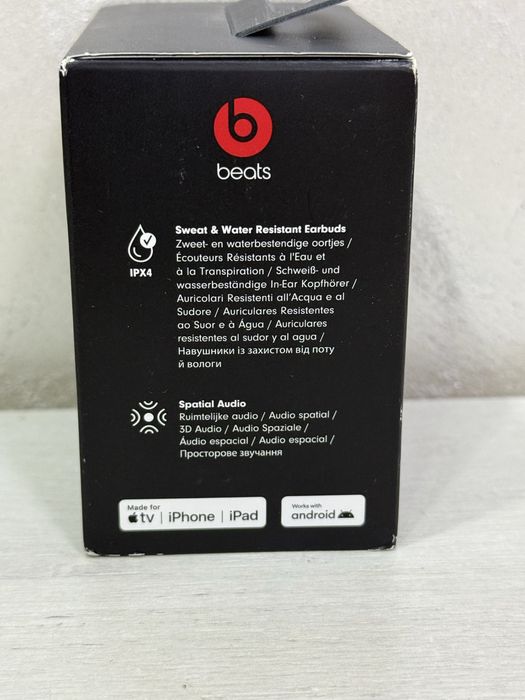 beats
Sweat & Water Resistant Earbuds
IPX4
Zweet- en waterbestendige oortjes /
Écouteurs Résistants à l'Eau et
à la Transpiration / Schweiß- und
wasserbeständige In-Ear Kopfhörer /
Auricolari Resistenti all'Acqua e al
Sudore / Auriculares Resistentes
ao Suor e à Água / Auriculares
resistentes al sudor y al agua /
Навушники із захистом від поту
й вологи
Spatial Audio
Ruimtelijke audio / Audio spatial /
3D Audio / Audio Spaziale /
Áudio espacial / Audio espacial /
Просторове звучання
Made for
tv | iPhone | iPad
Works with
android